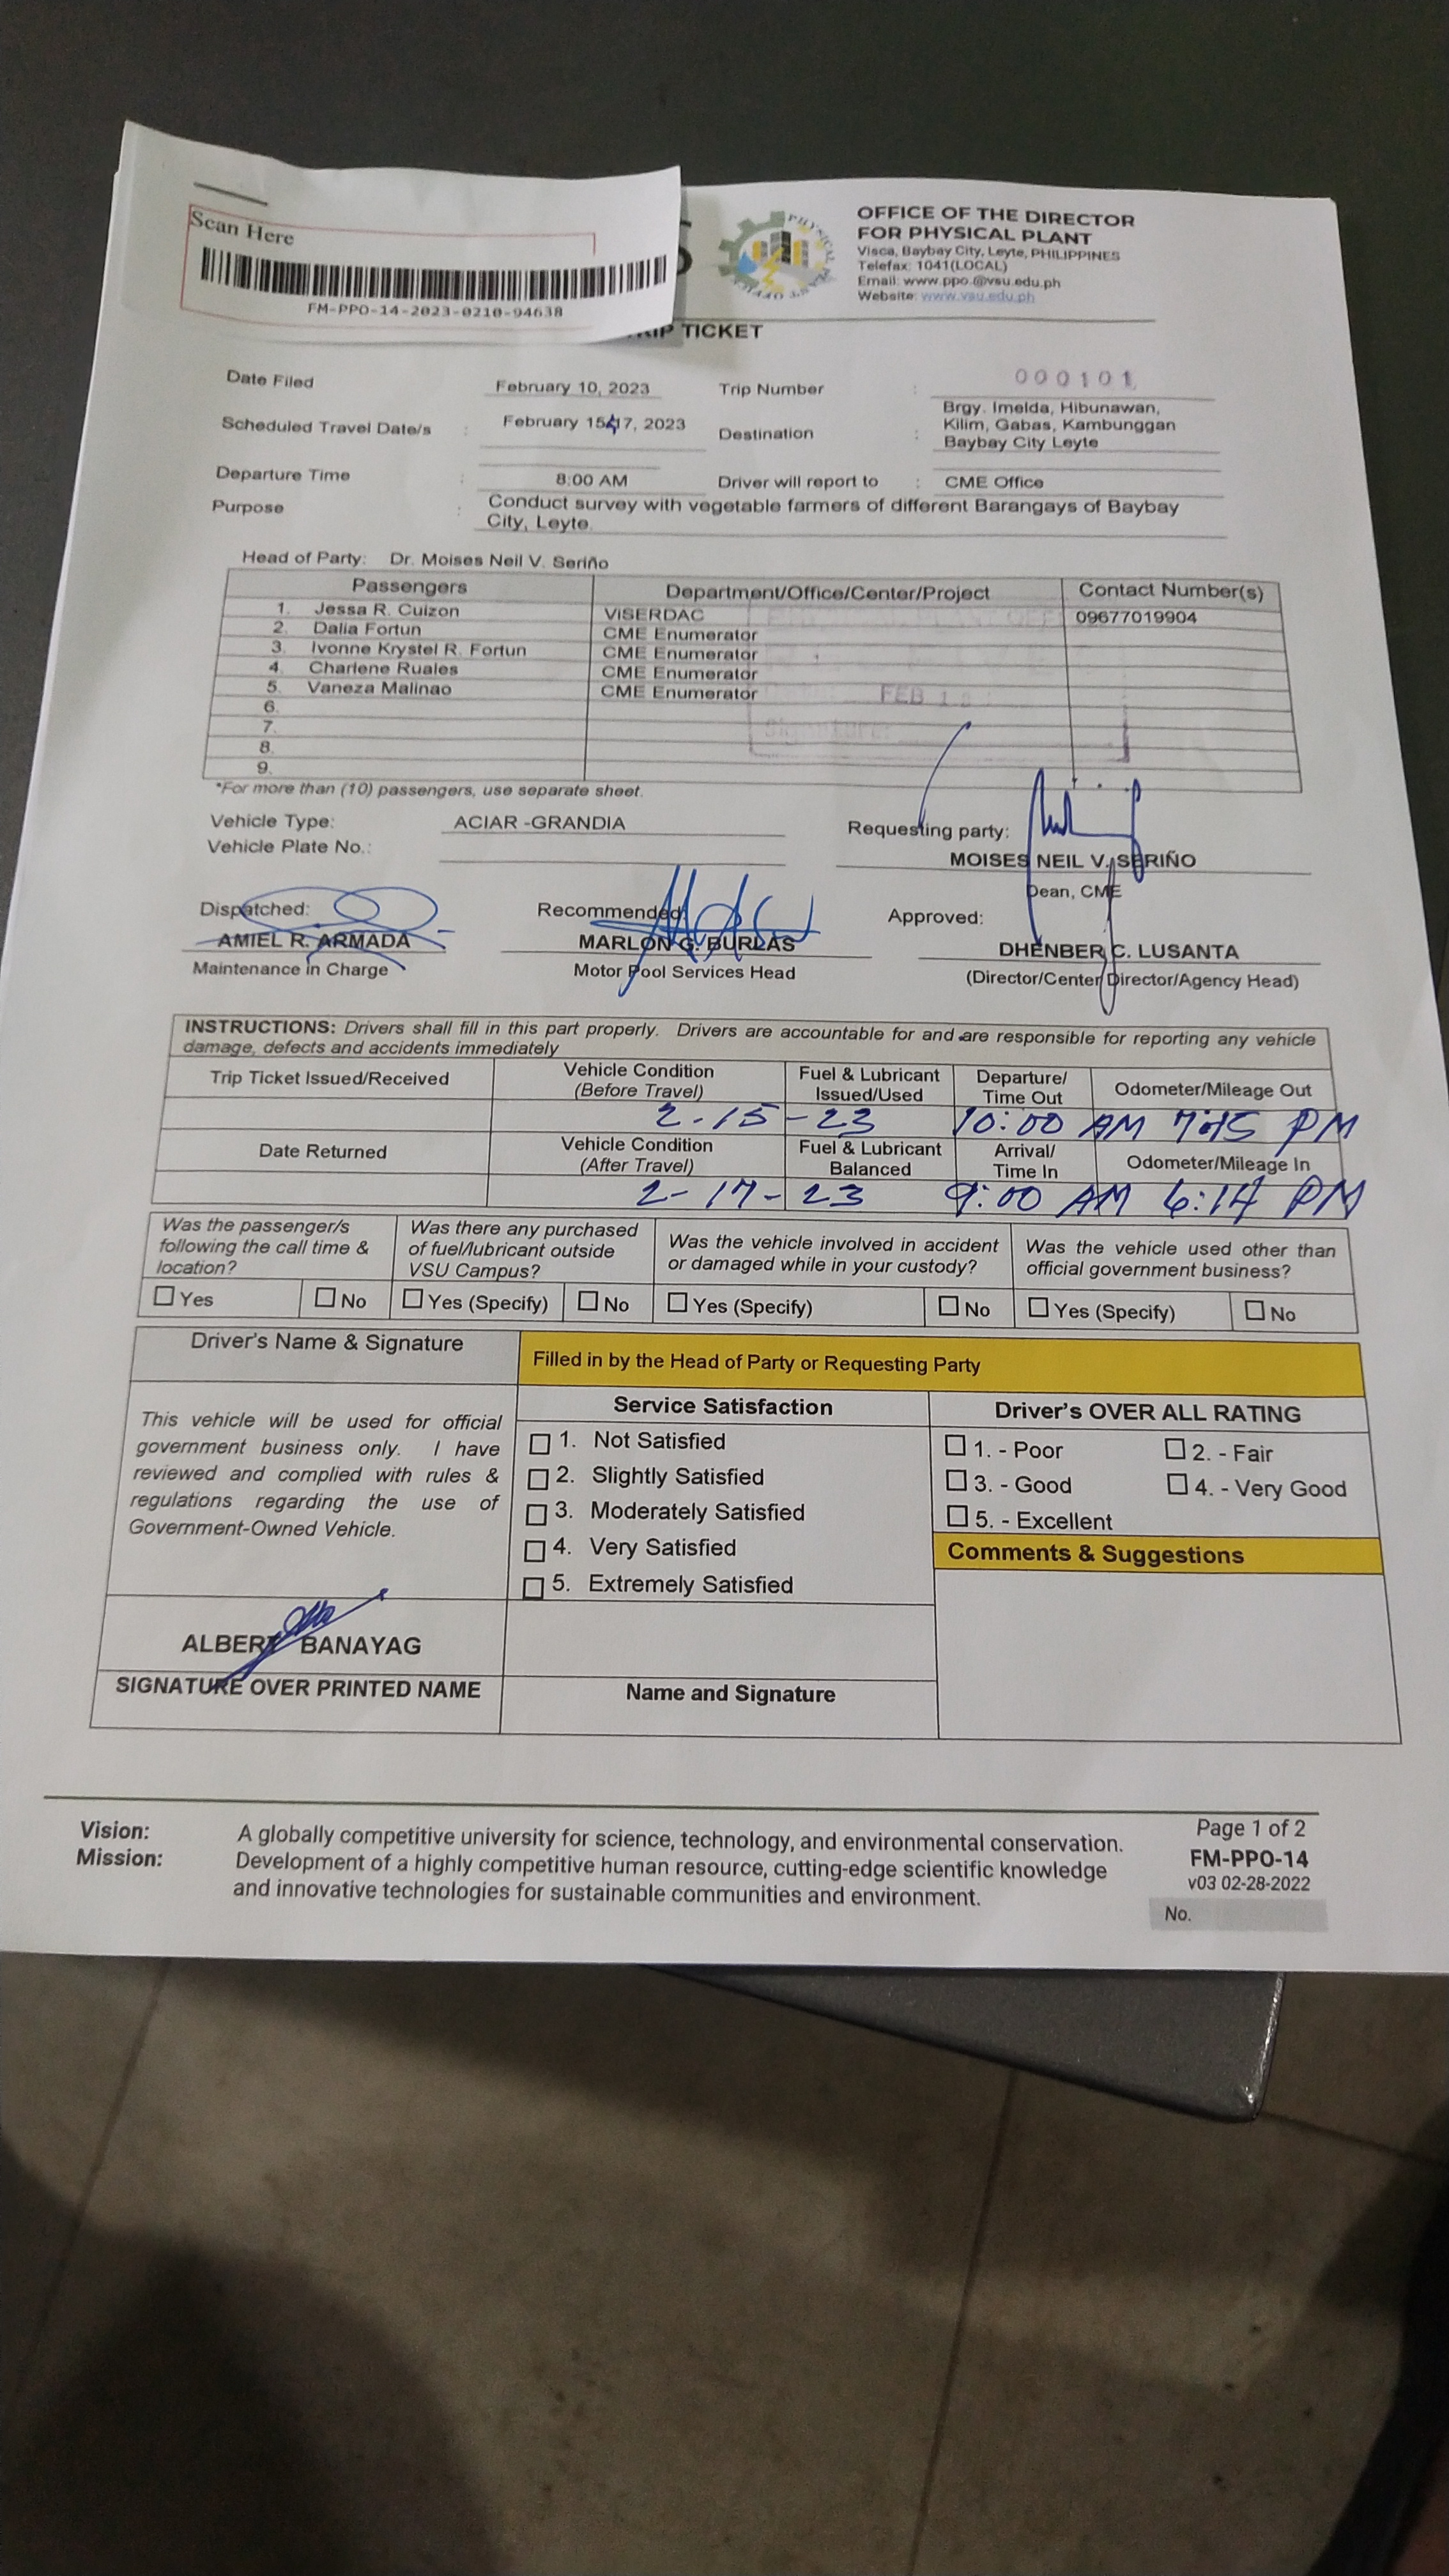 Scan Here
FM-PPO-14-2023-0210-94638
OFFICE OF THE DIRECTOR
FOR PHYSICAL PLANT
Visca, Baybay City, Leyte, PHILIPPINES
Telefax: 1041(LOCAL)
Email: www.ppo.@vsu.edu.ph
Website: www.vsu.edu.ph
TICKET
Date Filed February 10, 2023 Trip Number : 000101
Scheduled Travel Date/s : February 15&17, 2023 Destination : Brgy. Imelda, Hibunawan,
Kilim, Gabas, Kambunggan
Baybay City Leyte
Departure Time : 8:00 AM Driver will report to : CME Office
Purpose : Conduct survey with vegetable farmers of different Barangays of Baybay
City, Leyte.
Head of Party: Dr. Moises Neil V. Seriño
Passengers Department/Office/Center/Project Contact Number(s)
1. Jessa R. Cuizon VISERDAC 09677019904
2. Dalia Fortun CME Enumerator
3. Ivonne Krystel R. Fortun CME Enumerator
4. Charlene Ruales CME Enumerator
5. Vaneza Malinao CME Enumerator
6.
7.
8.
9.
FEB
*For more than (10) passengers, use separate sheet.
Vehicle Type: ACIAR -GRANDIA Requesting party:
Vehicle Plate No.: MOISES NEIL V. SERIÑO
Dean, CME
Dispatched: Recommended: Approved:
AMIEL R. ARMADA MARLON G. BURLAS DHENBER C. LUSANTA
Maintenance in Charge Motor Pool Services Head (Director/Center Director/Agency Head)
INSTRUCTIONS: Drivers shall fill in this part properly. Drivers are accountable for and are responsible for reporting any vehicle
damage, defects and accidents immediately
Trip Ticket Issued/Received Vehicle Condition (Before Travel) Fuel & Lubricant Issued/Used Departure/ Time Out Odometer/Mileage Out
2-15-23 10:00 AM 7:15 PM
Date Returned Vehicle Condition (After Travel) Fuel & Lubricant Balanced Arrival/ Time In Odometer/Mileage In
2-17-23 9:00 AM 6:14 PM
Was the passenger/s following the call time & location? Was there any purchased of fuel/lubricant outside VSU Campus? Was the vehicle involved in accident or damaged while in your custody? Was the vehicle used other than official government business?
Yes No Yes (Specify) No Yes (Specify) No Yes (Specify) No
Driver's Name & Signature Filled in by the Head of Party or Requesting Party
This vehicle will be used for official
government business only. I have
reviewed and complied with rules &
regulations regarding the use of
Government-Owned Vehicle.
Service Satisfaction
1. Not Satisfied
2. Slightly Satisfied
3. Moderately Satisfied
4. Very Satisfied
5. Extremely Satisfied
Driver's OVER ALL RATING
1. - Poor 2. - Fair
3. - Good 4. - Very Good
5. - Excellent
Comments & Suggestions
ALBERT BANAYAG
SIGNATURE OVER PRINTED NAME Name and Signature
Vision: A globally competitive university for science, technology, and environmental conservation.
Mission: Development of a highly competitive human resource, cutting-edge scientific knowledge
and innovative technologies for sustainable communities and environment.
Page 1 of 2
FM-PPO-14
v03 02-28-2022
No.